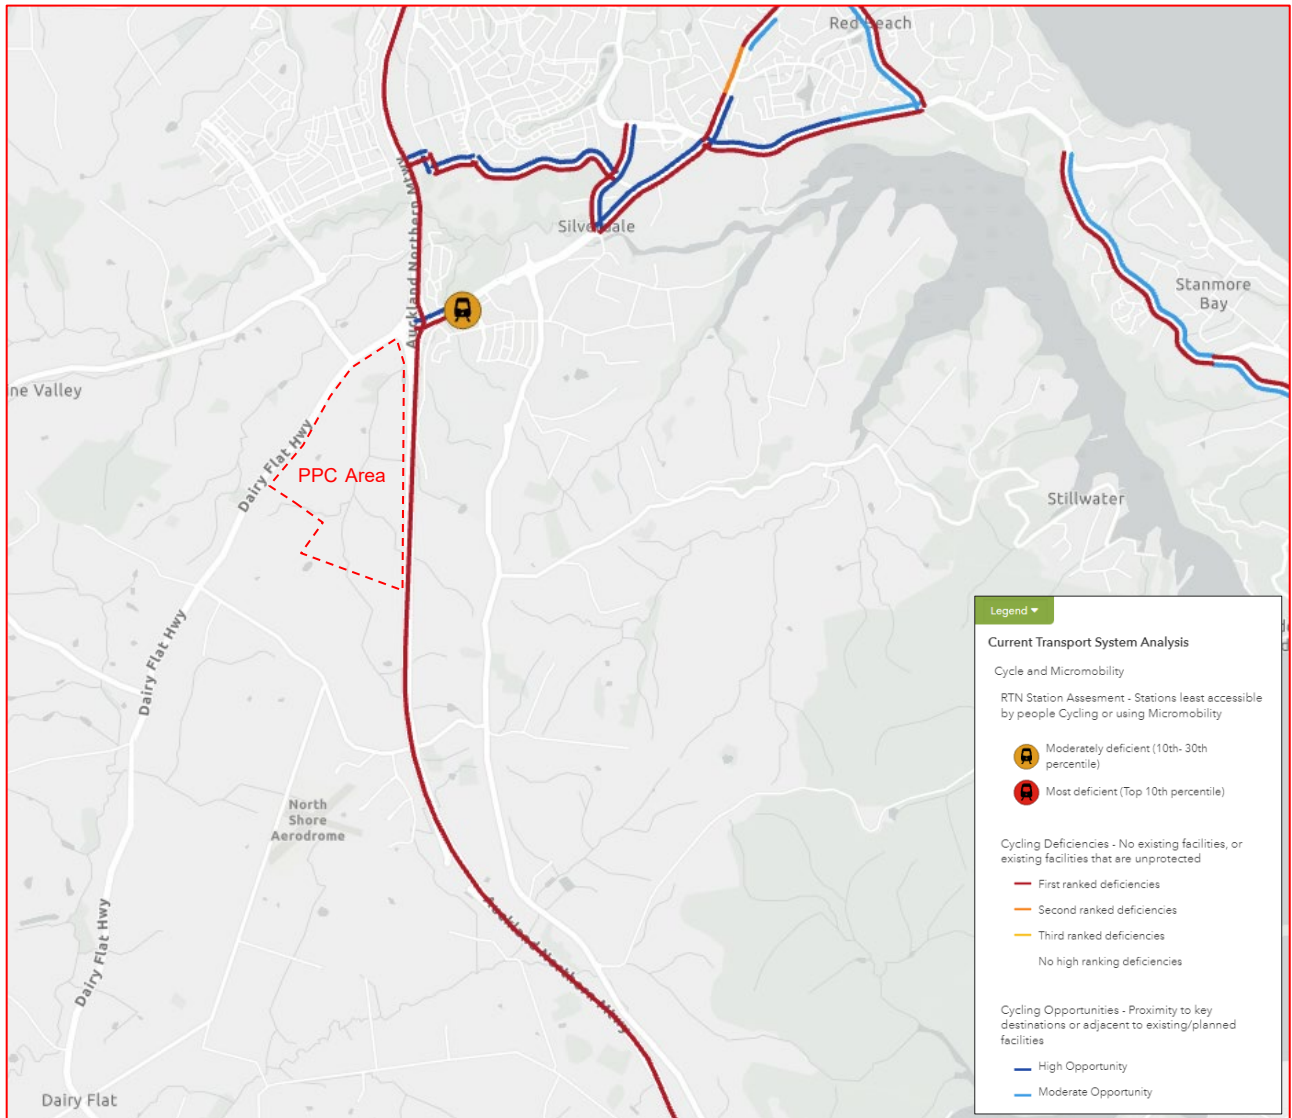 Red Beach
Auckland Northern Mtwy
Silverdale
Stanmore
Bay
ne Valley
Dairy Flat Hwy
PPC Area
Stillwater
Dairy Flat Hwy
North
Shore
Aerodrome
Auckland Northern Mtwy
Dairy Flat Hwy
Dairy Flat
Legend
Current Transport System Analysis
Cycle and Micromobility
RTN Station Assesment - Stations least accessible
by people Cycling or using Micromobility
Moderately deficient (10th- 30th
percentile)
Most deficient (Top 10th percentile)
Cycling Deficiencies - No existing facilities, or
existing facilities that are unprotected
First ranked deficiencies
Second ranked deficiencies
Third ranked deficiencies
No high ranking deficiencies
Cycling Opportunities - Proximity to key
destinations or adjacent to existing/planned
facilities
High Opportunity
Moderate Opportunity